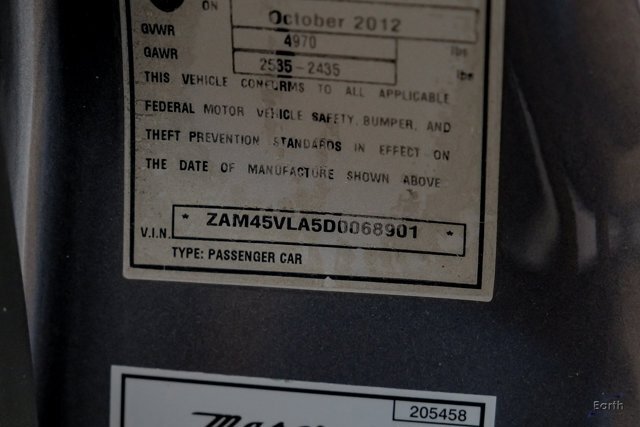 ON
October 2012
GVWR 4970 lbs
GAWR 2535-2435 lbs
THIS VEHICLE CONFORMS TO ALL APPLICABLE
FEDERAL MOTOR VEHICLE SAFETY, BUMPER, AND
THEFT PREVENTION STANDARDS IN EFFECT ON
THE DATE OF MANUFACTURE SHOWN ABOVE
V.I.N. * ZAM45VLA5D0068901 *
TYPE: PASSENGER CAR
205458
Earth